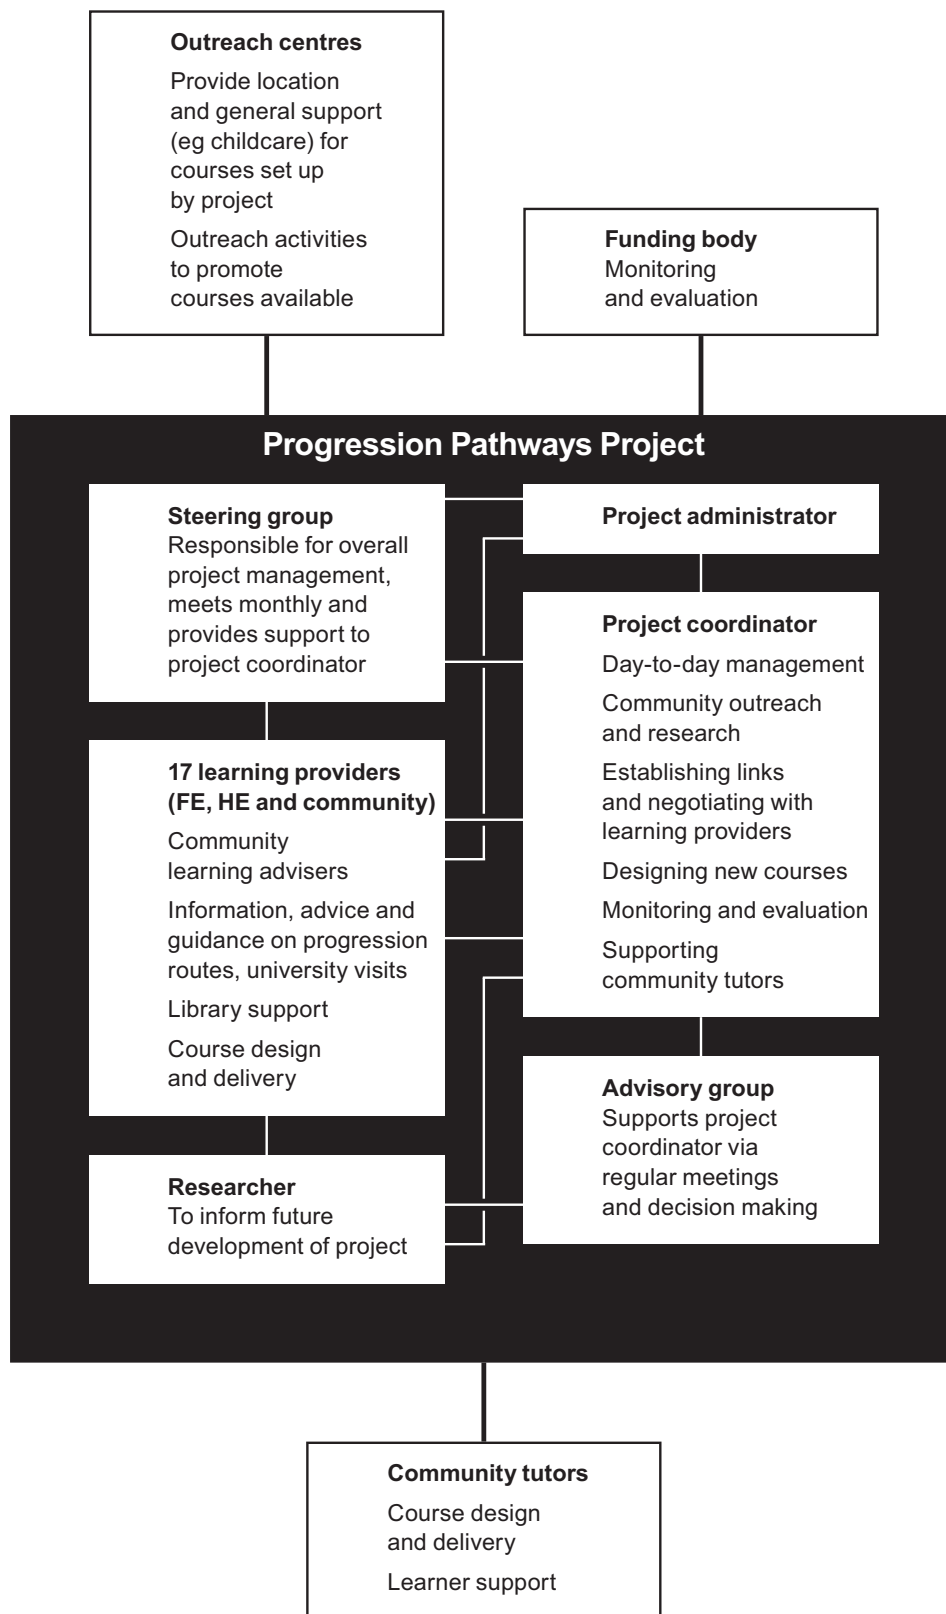 Outreach centres
Provide location
and general support
(eg childcare) for
courses set up
by project
Outreach activities
to promote
courses available
Funding body
Monitoring
and evaluation
Progression Pathways Project
Steering group
Responsible for overall
project management,
meets monthly and
provides support to
project coordinator
Project administrator
Project coordinator
Day-to-day management
Community outreach
and research
Establishing links
and negotiating with
learning providers
Designing new courses
Monitoring and evaluation
Supporting
community tutors
17 learning providers
(FE, HE and community)
Community
learning advisers
Information, advice and
guidance on progression
routes, university visits
Library support
Course design
and delivery
Advisory group
Supports project
coordinator via
regular meetings
and decision making
Researcher
To inform future
development of project
Community tutors
Course design
and delivery
Learner support